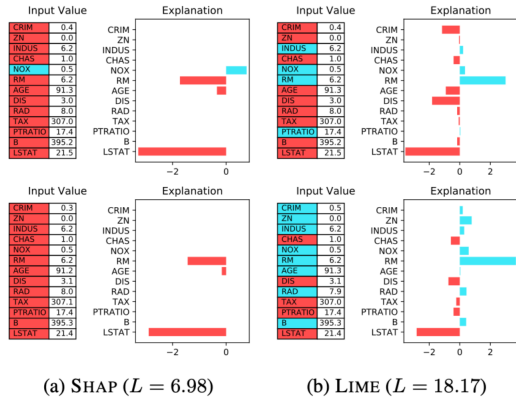 Input Value Explanation
CRIM 0.4
ZN 0.0
INDUS 6.2
CHAS 1.0
NOX 0.5
RM 6.2
AGE 91.3
DIS 3.0
RAD 8.0
TAX 307.0
PTRATIO 17.4
B 395.2
LSTAT 21.5
CRIM
ZN
INDUS
CHAS
NOX
RM
AGE
DIS
RAD
TAX
PTRATIO
B
LSTAT
−2 0
Input Value Explanation
CRIM 0.4
ZN 0.0
INDUS 6.2
CHAS 1.0
NOX 0.5
RM 6.2
AGE 91.3
DIS 3.0
RAD 8.0
TAX 307.0
PTRATIO 17.4
B 395.2
LSTAT 21.5
CRIM
ZN
INDUS
CHAS
NOX
RM
AGE
DIS
RAD
TAX
PTRATIO
B
LSTAT
−2 0 2
Input Value Explanation
CRIM 0.3
ZN 0.0
INDUS 6.2
CHAS 1.0
NOX 0.5
RM 6.2
AGE 91.2
DIS 3.1
RAD 8.0
TAX 307.1
PTRATIO 17.4
B 395.3
LSTAT 21.4
CRIM
ZN
INDUS
CHAS
NOX
RM
AGE
DIS
RAD
TAX
PTRATIO
B
LSTAT
−2 0
Input Value Explanation
CRIM 0.5
ZN 0.0
INDUS 6.2
CHAS 1.0
NOX 0.5
RM 6.2
AGE 91.3
DIS 3.1
RAD 7.9
TAX 307.0
PTRATIO 17.4
B 395.3
LSTAT 21.4
CRIM
ZN
INDUS
CHAS
NOX
RM
AGE
DIS
RAD
TAX
PTRATIO
B
LSTAT
−2 0 2
(a) SHAP (L = 6.98)
(b) LIME (L = 18.17)